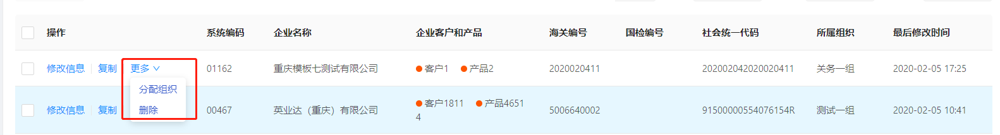 操作 系统编码 企业名称 企业客户和产品 海关编号 国检编号 社会统一代码 所属组织 最后修改时间
修改信息 复制 更多 01162 重庆模板七测试有限公司 客户1 产品2 2020020411 202002042020020411 关务一组 2020-02-05 17:25
分配组织
修改信息 复制 删除 00467 英业达（重庆）有限公司 客户1811 产品4651 5006640002 91500000554076154R 测试一组 2020-02-05 10:41
4